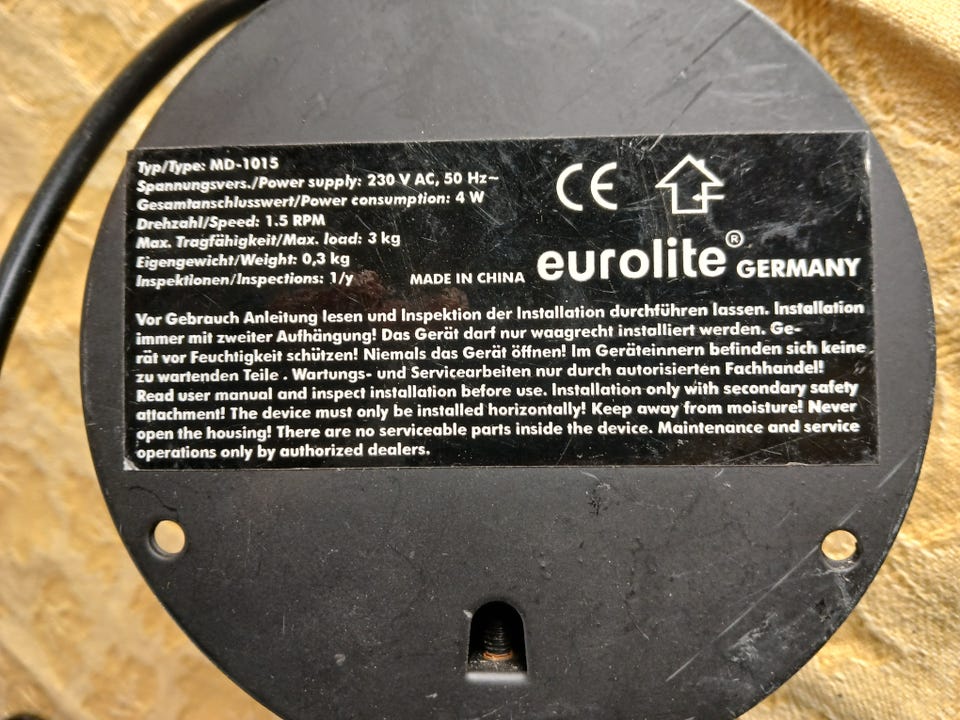 Typ/Type: MD-1015
Spannungsvers./Power supply: 230 V AC, 50 Hz~
Gesamtanschlusswert/Power consumption: 4 W
Drehzahl/Speed: 1.5 RPM
Max. Tragfähigkeit/Max. load: 3 kg
Eigengewicht/Weight: 0,3 kg
Inspektionen/Inspections: 1/y
CE
MADE IN CHINA eurolite® GERMANY
Vor Gebrauch Anleitung lesen und Inspektion der Installation durchführen lassen. Installation
immer mit zweiter Aufhängung! Das Gerät darf nur waagrecht installiert werden. Ge-
rät vor Feuchtigkeit schützen! Niemals das Gerät öffnen! Im Geräteinnern befinden sich keine
zu wartenden Teile . Wartungs- und Servicearbeiten nur durch autorisierten Fachhandel!
Read user manual and inspect installation before use. Installation only with secondary safety
attachment! The device must only be installed horizontally! Keep away from moisture! Never
open the housing! There are no serviceable parts inside the device. Maintenance and service
operations only by authorized dealers.